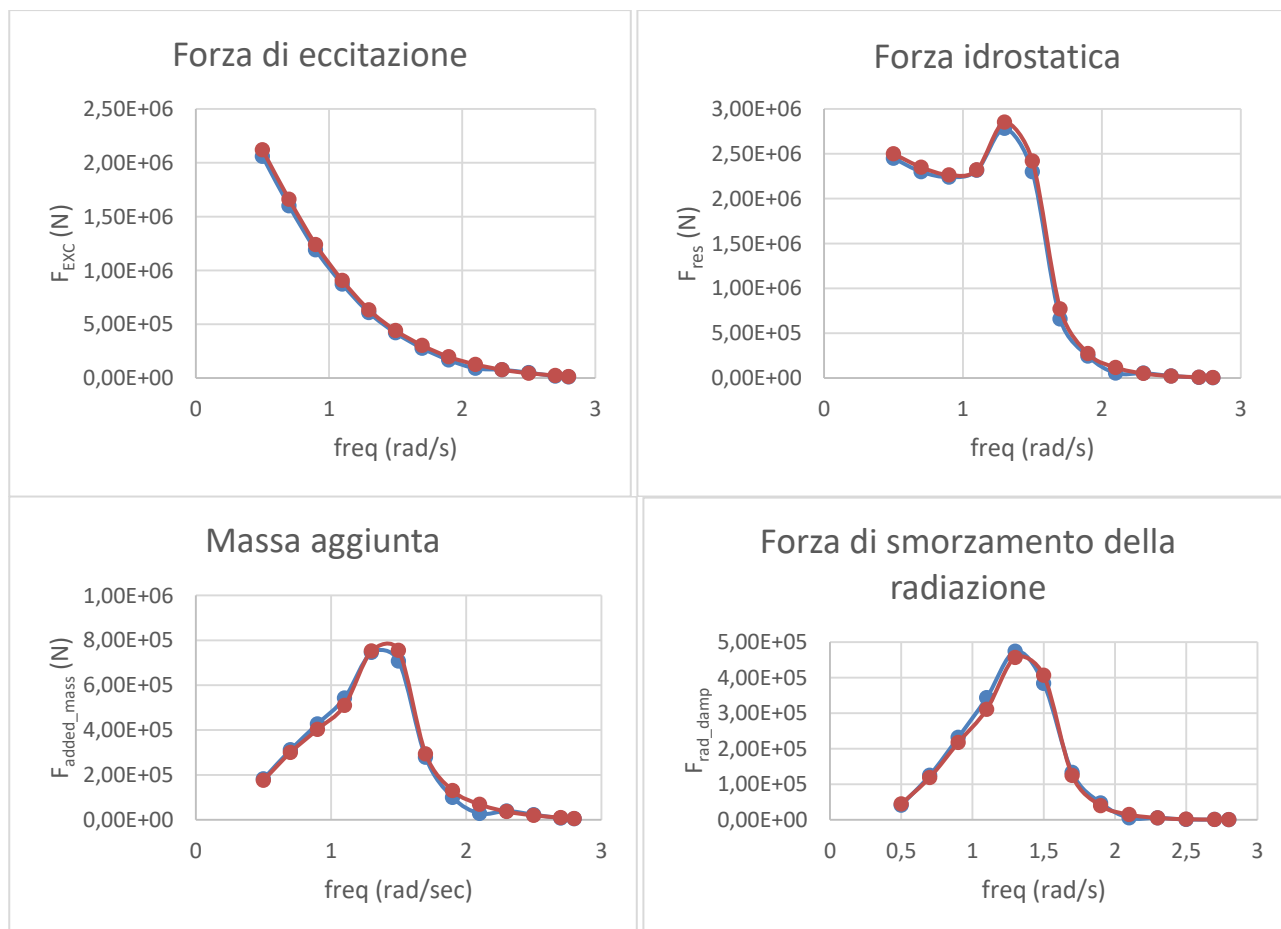 Forza di eccitazione
2,50E+06
2,00E+06
1,50E+06
1,00E+06
5,00E+05
0,00E+00
F_EXC (N)
0 1 2 3
freq (rad/s)
Forza idrostatica
3,00E+06
2,50E+06
2,00E+06
1,50E+06
1,00E+06
5,00E+05
0,00E+00
F_res (N)
0 1 2 3
freq (rad/s)
Massa aggiunta
1,00E+06
8,00E+05
6,00E+05
4,00E+05
2,00E+05
0,00E+00
F_added_mass (N)
0 1 2 3
freq (rad/sec)
Forza di smorzamento della
radiazione
5,00E+05
4,00E+05
3,00E+05
2,00E+05
1,00E+05
0,00E+00
F_rad_damp
0 0,5 1 1,5 2 2,5 3
freq (rad/s)